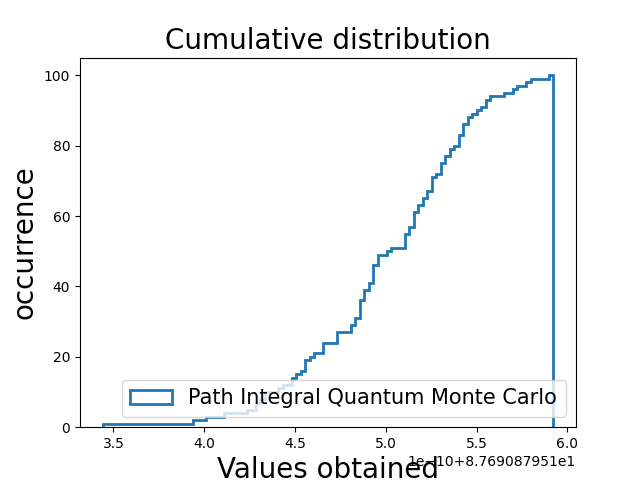 Cumulative distribution
occurrence
100
80
60
40
20
0
Path Integral Quantum Monte Carlo
3.5 4.0 4.5 5.0 5.5 6.0
1e−10+8.769087951e1
Values obtained